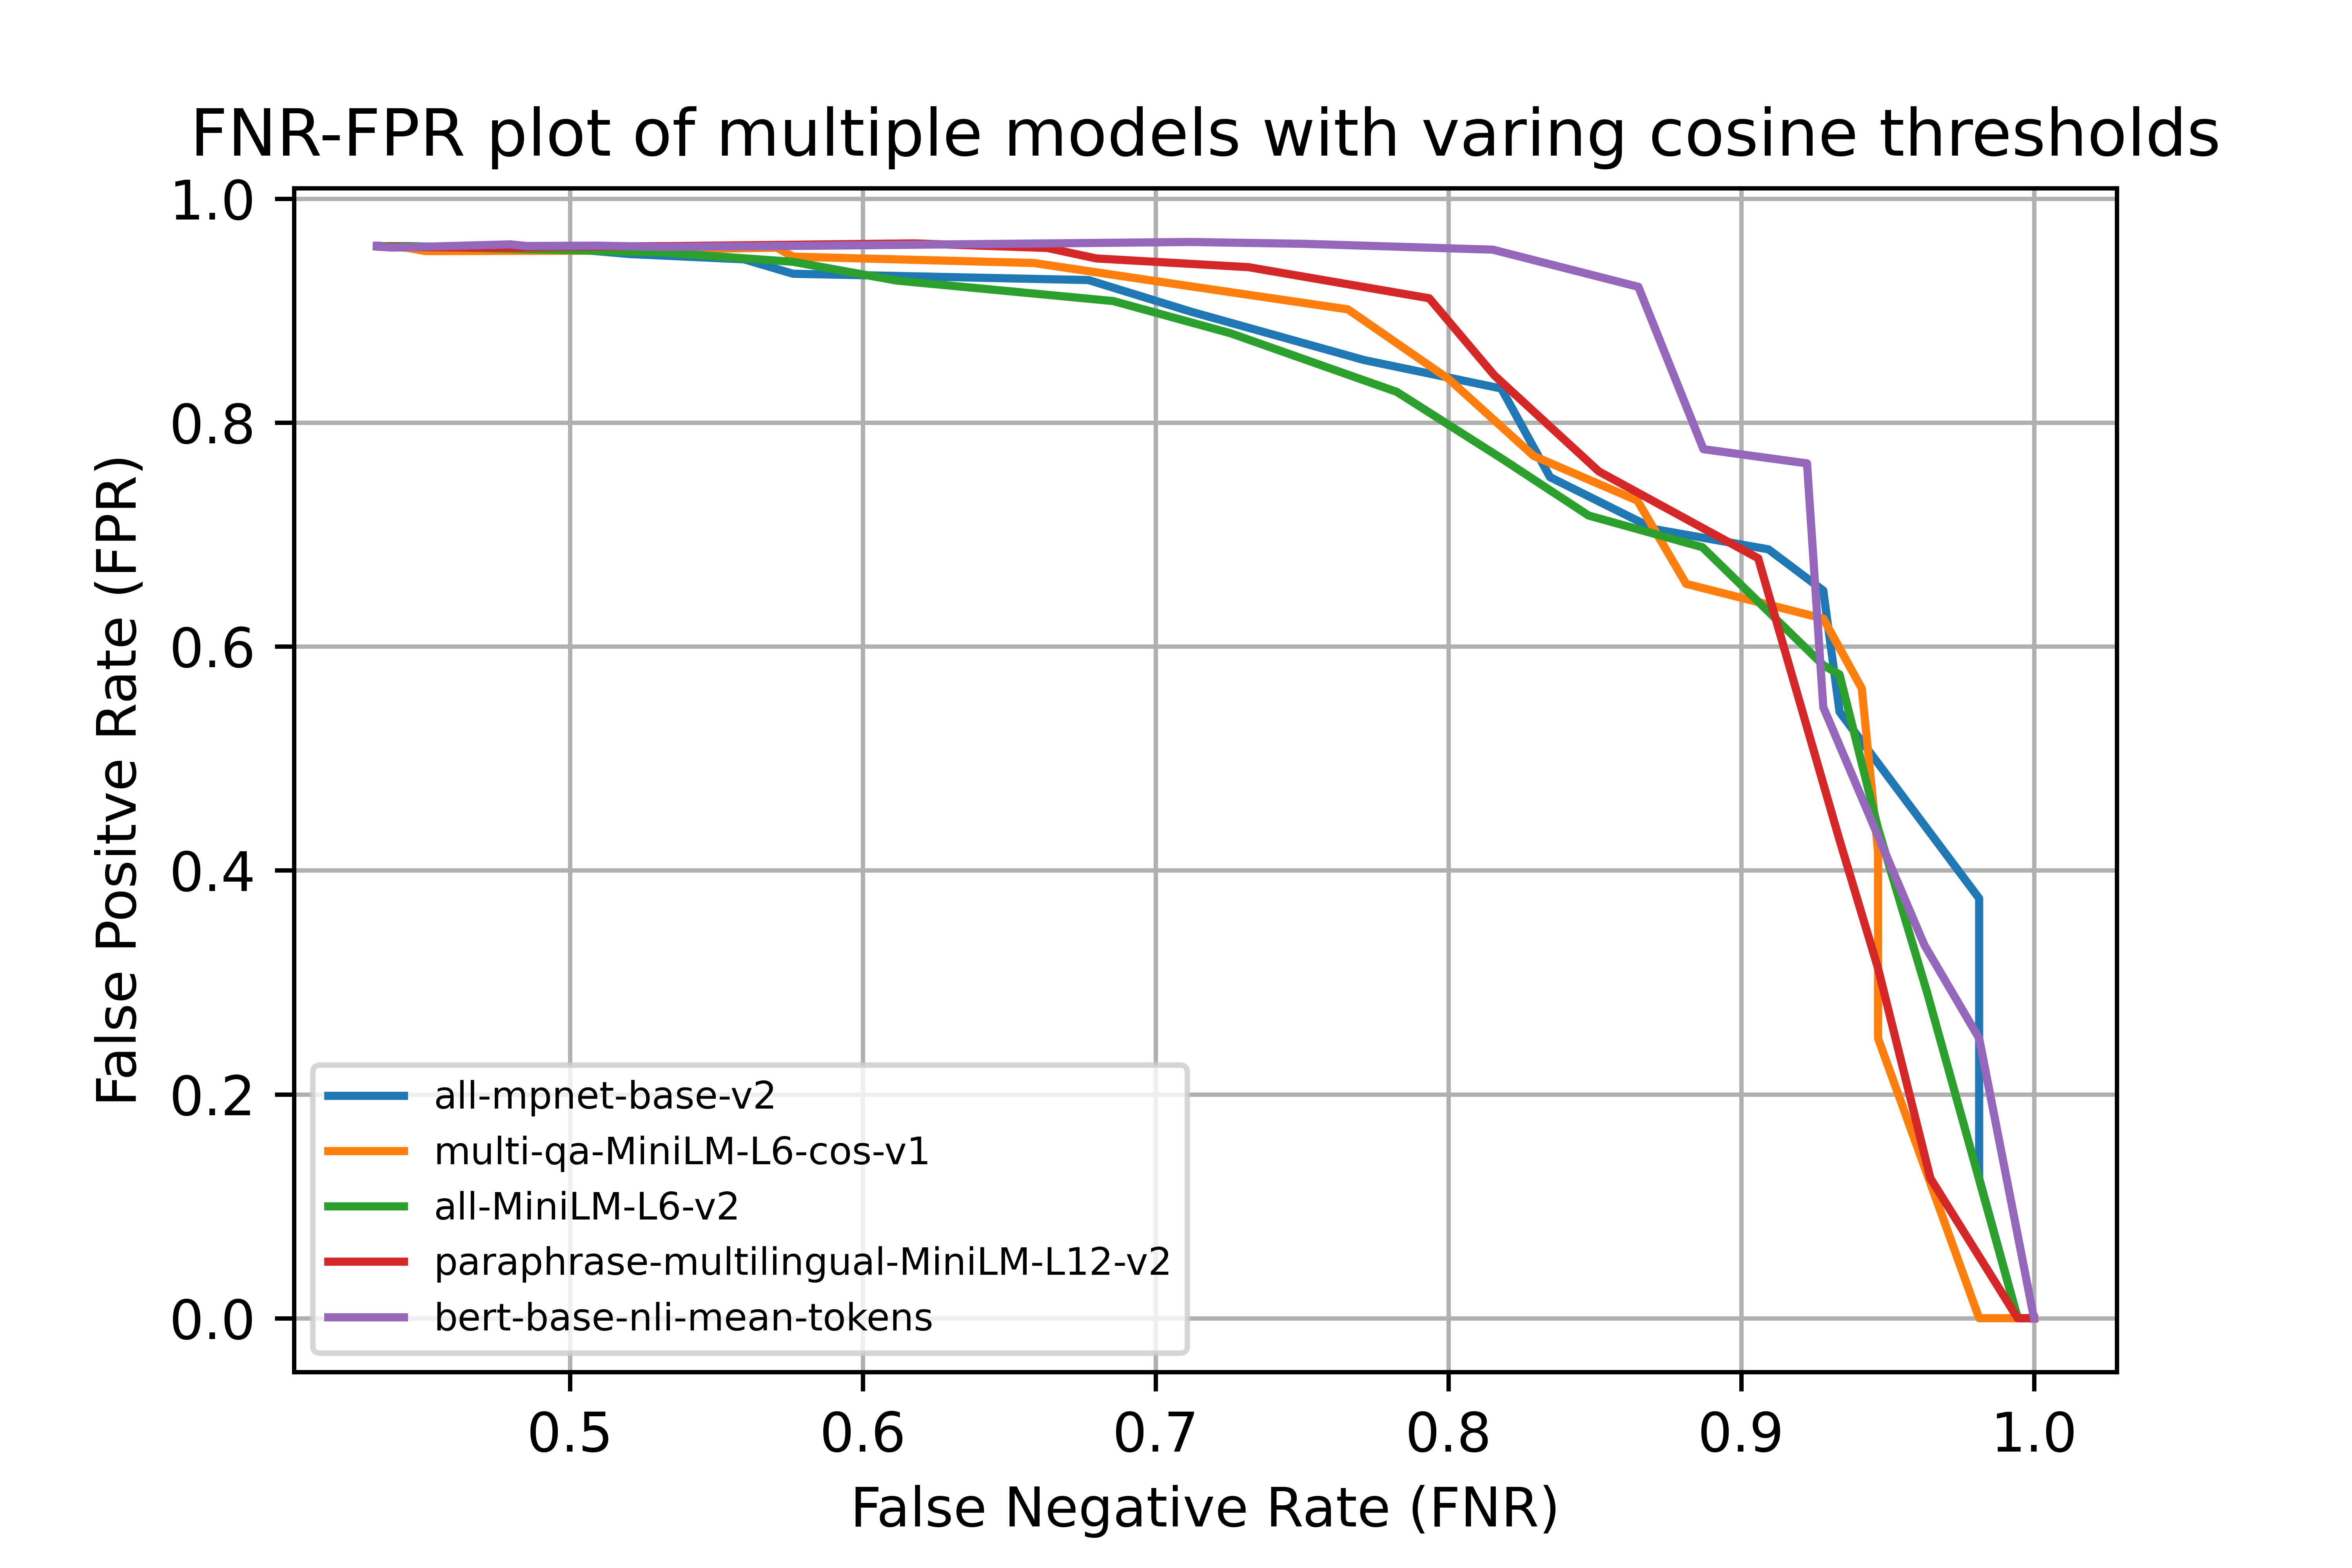 FNR-FPR plot of multiple models with varing cosine thresholds
1.0
0.8
0.6
0.4
0.2
0.0
False Positve Rate (FPR)
all-mpnet-base-v2
multi-qa-MiniLM-L6-cos-v1
all-MiniLM-L6-v2
paraphrase-multilingual-MiniLM-L12-v2
bert-base-nli-mean-tokens
0.5 0.6 0.7 0.8 0.9 1.0
False Negative Rate (FNR)